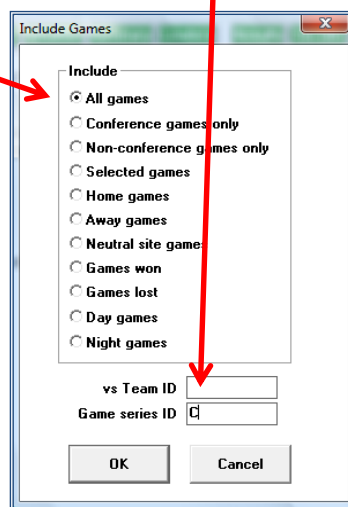 Include Games
Include
All games
Conference games only
Non-conference games only
Selected games
Home games
Away games
Neutral site games
Games won
Games lost
Day games
Night games
vs Team ID
Game series ID C
OK Cancel